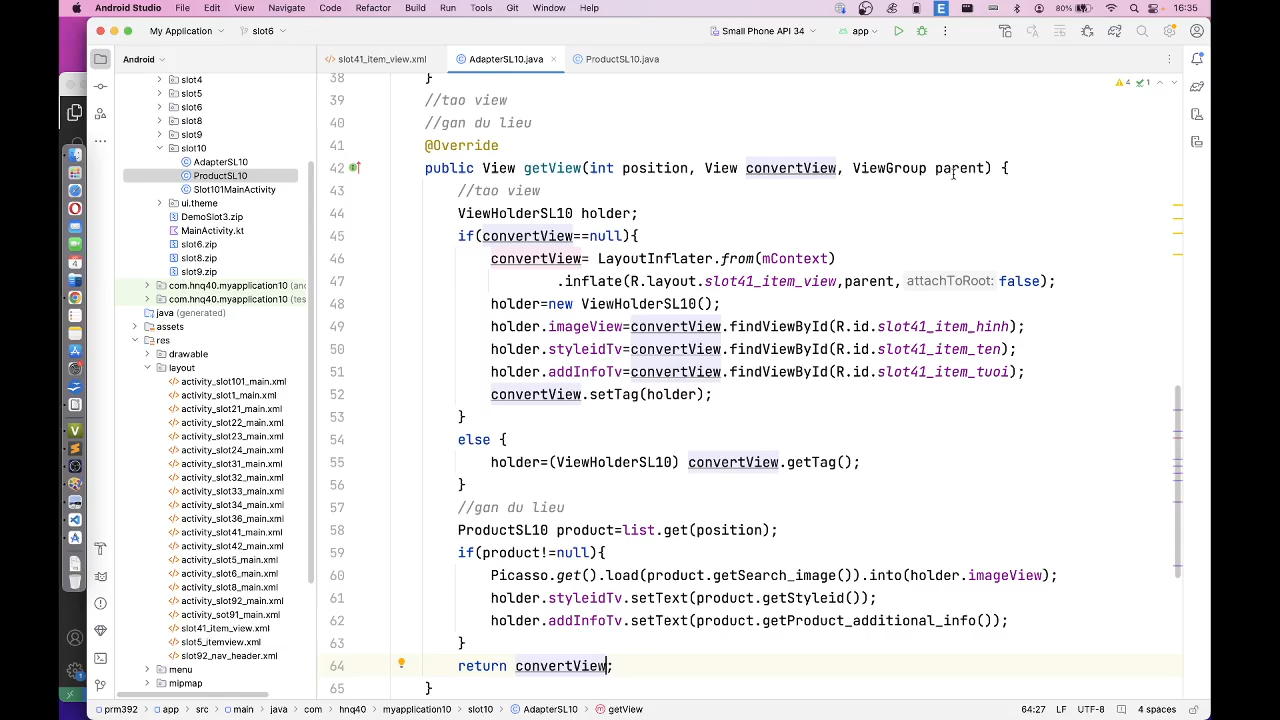 Android Studio File Edit View Navigate Code Refactor Build Run Tools Git Window Help E 80% 16:35
My Application slot6 Small Phone API 34 app
Android slot41_item_view.xml AdapterSL10.java ProductSL10.java
slot4
slot5
slot6
slot8
slot9
slot10
AdapterSL10
ProductSL10
Slot101MainActivity
ui.theme
DemoSlot3.zip
MainActivity.kt
slot6.zip
slot8.zip
slot9.zip
com.hnq40.myapplication10 (anc
com.hnq40.myapplication10 (tes
java (generated)
assets
res
drawable
layout
activity_slot101_main.xml
activity_slot1_main.xml
activity_slot21_main.xml
activity_slot22_main.xml
activity_slot23_main.xml
activity_slot24_main.xml
activity_slot31_main.xml
activity_slot32_main.xml
activity_slot33_main.xml
activity_slot34_main.xml
activity_slot36_main.xml
activity_slot41_main.xml
activity_slot42_main.xml
activity_slot5_main.xml
activity_slot6_main.xml
activity_slot8_main.xml
activity_slot92_main.xml
activity_slot91_main.xml
slot41_item_view.xml
slot5_itemview.xml
slot92_nav_header.xml
menu
mipmap
4 1
38 }
39 //tao view
40 //gan du lieu
41 @Override
42 public View getView(int position, View convertView, ViewGroup parent) {
43 //tao view
44 ViewHolderSL10 holder;
45 if(convertView==null){
46 convertView= LayoutInflater.from(mContext)
47 .inflate(R.layout.slot41_item_view,parent, attachToRoot: false);
48 holder=new ViewHolderSL10();
49 holder.imageView=convertView.findViewById(R.id.slot41_item_hinh);
50 holder.styleidTv=convertView.findViewById(R.id.slot41_item_ten);
51 holder.addInfoTv=convertView.findViewById(R.id.slot41_item_tuoi);
52 convertView.setTag(holder);
53 }
54 else {
55 holder=(ViewHolderSL10) convertView.getTag();
56 }
57 //gan du lieu
58 ProductSL10 product=list.get(position);
59 if(product!=null){
60 Picasso.get().load(product.getSearch_image()).into(holder.imageView);
61 holder.styleidTv.setText(product.getStyleid());
62 holder.addInfoTv.setText(product.getProduct_additional_info());
63 }
64 return convertView;
65 }
prm392 app src main java com hnq40 myapplication10 slot10 AdapterSL10 getView 64:27 LF UTF-8 4 spaces